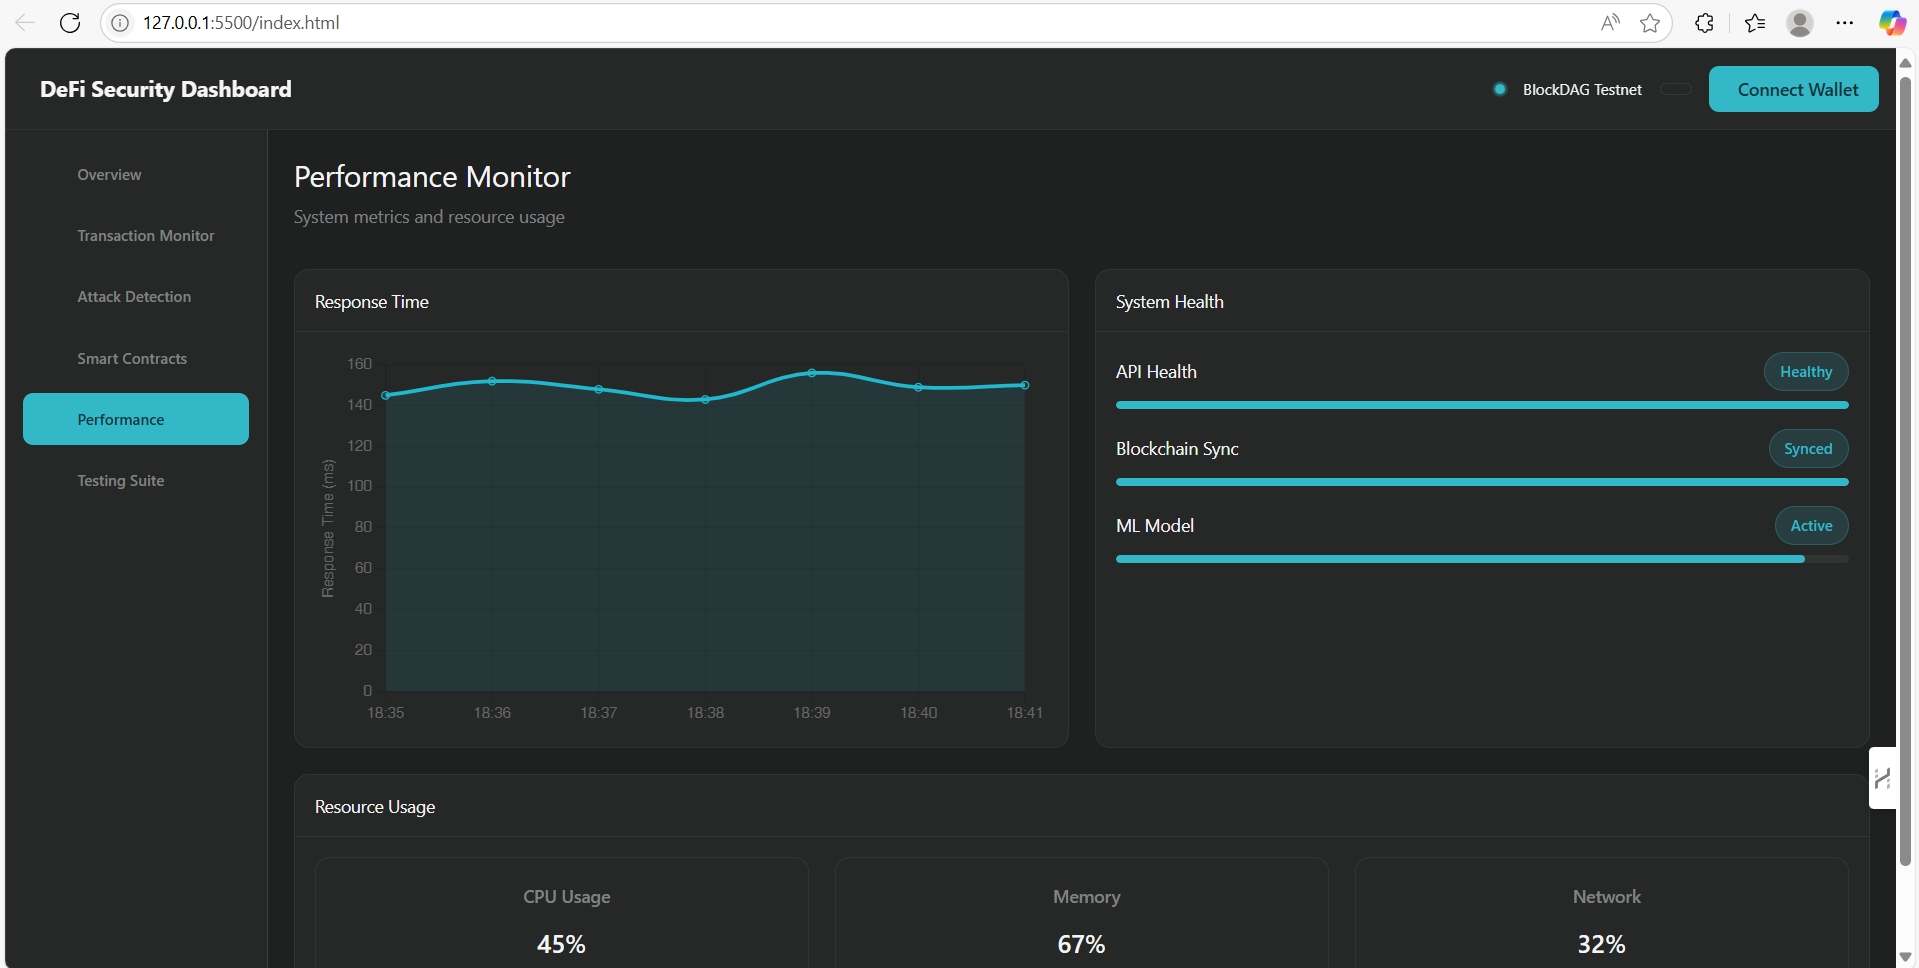 127.0.0.1:5500/index.html
DeFi Security Dashboard
BlockDAG Testnet
Connect Wallet
Overview
Transaction Monitor
Attack Detection
Smart Contracts
Performance
Testing Suite
Performance Monitor
System metrics and resource usage
Response Time
160
140
120
100
80
60
40
20
0
Response Time (ms)
18:35 18:36 18:37 18:38 18:39 18:40 18:41
System Health
API Health Healthy
Blockchain Sync Synced
ML Model Active
Resource Usage
CPU Usage
45%
Memory
67%
Network
32%